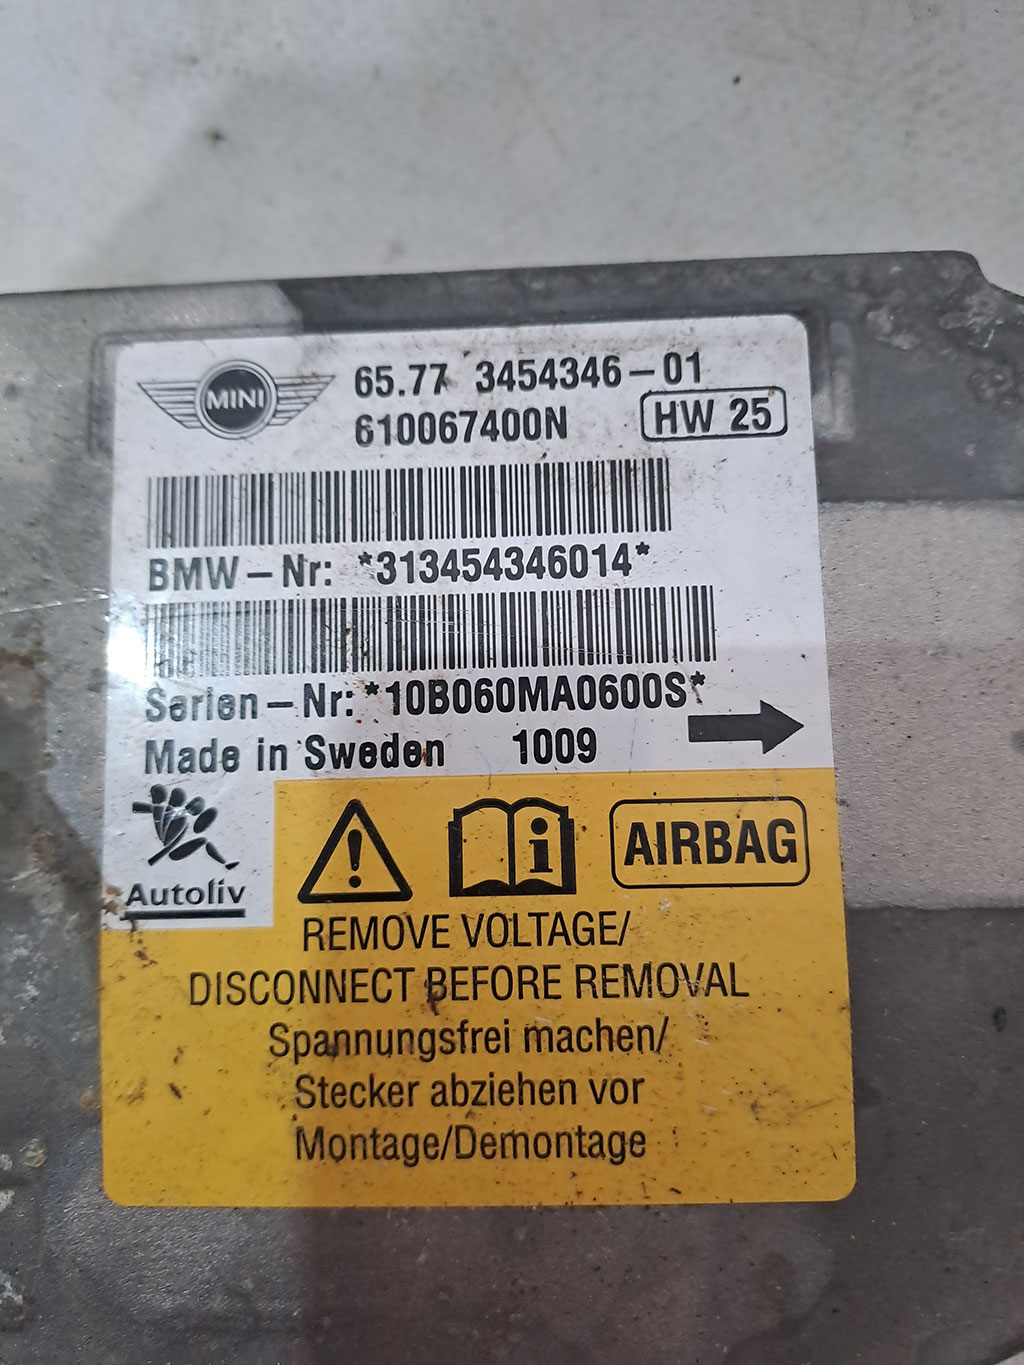 MINI
65.77 3454346-01
610067400N HW 25
BMW-Nr: *313454346014*
Serien-Nr: *10B060MA0600S*
Made in Sweden 1009
Autoliv
AIRBAG
REMOVE VOLTAGE/
DISCONNECT BEFORE REMOVAL
Spannungsfrei machen/
Stecker abziehen vor
Montage/Demontage